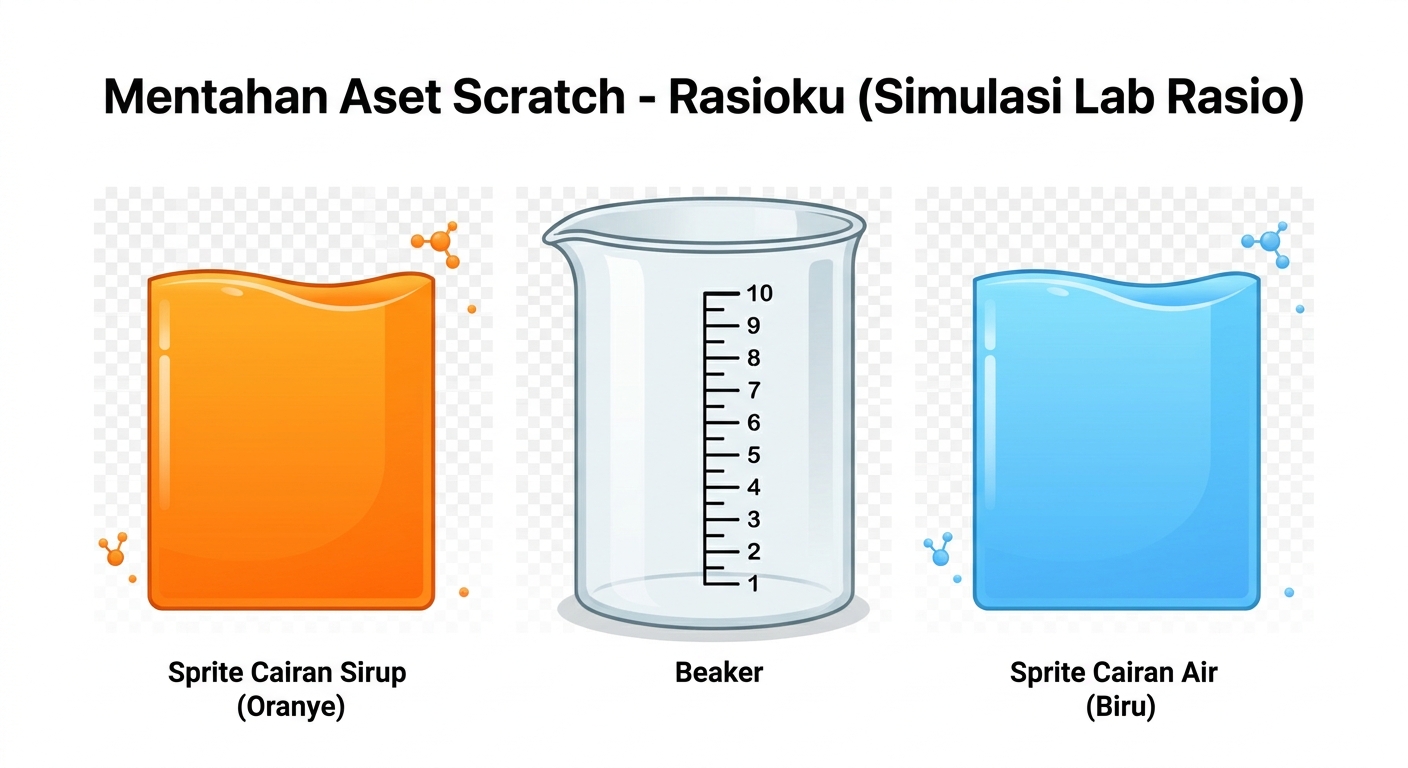 Mentahan Aset Scratch - Rasioku (Simulasi Lab Rasio)
10
9
8
7
6
5
4
3
2
1
Sprite Cairan Sirup
(Oranye)
Beaker
Sprite Cairan Air
(Biru)